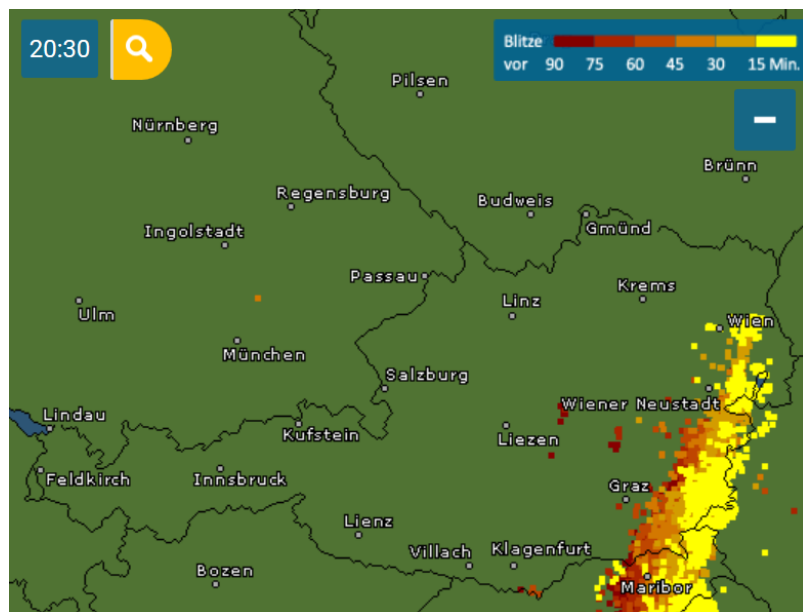 20:30
Blitze
vor 90 75 60 45 30 15 Min.
Pilsen
Nürnberg
Brünn
Regensburg
Budweis
Ingolstadt
Gmünd
Passau
Krems
Linz
Ulm
Wien
München
Salzburg
Wiener Neustadt
Lindau
Kufstein
Liezen
Feldkirch
Innsbruck
Graz
Lienz
Villach
Klagenfurt
Bozen
Maribor